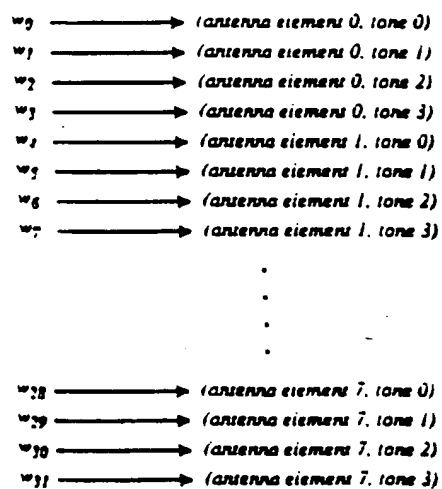 w0 → (antenna element 0, tone 0)
w1 → (antenna element 0, tone 1)
w2 → (antenna element 0, tone 2)
w3 → (antenna element 0, tone 3)
w4 → (antenna element 1, tone 0)
w5 → (antenna element 1, tone 1)
w6 → (antenna element 1, tone 2)
w7 → (antenna element 1, tone 3)
w28 → (antenna element 7, tone 0)
w29 → (antenna element 7, tone 1)
w30 → (antenna element 7, tone 2)
w31 → (antenna element 7, tone 3)